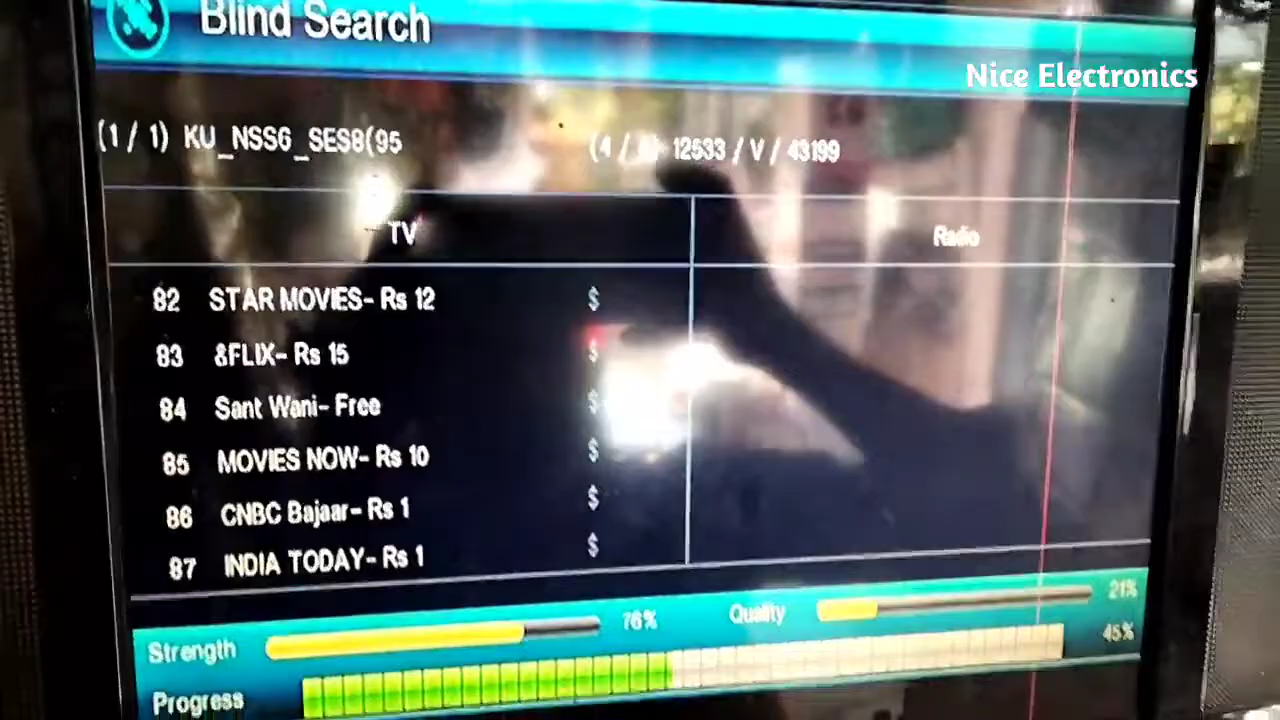 Blind Search
Nice Electronics
(1 / 1) KU_NSS6_SES8(95
(4 / 12533 / V / 43199
TV
Radio
82 STAR MOVIES- Rs 12 $
83 &FLIX- Rs 15 $
84 Sant Wani- Free $
85 MOVIES NOW- Rs 10 $
86 CNBC Bajaar- Rs 1 $
87 INDIA TODAY- Rs 1 $
Strength 76% Quality 21%
Progress 45%